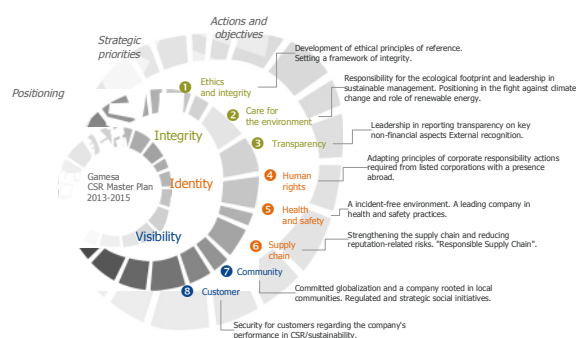 Actions and
objectives
Strategic
priorities
Positioning
Development of ethical principles of reference.
Setting a framework of integrity.
1 Ethics
and integrity
Responsibility for the ecological footprint and leadership in
sustainable management. Positioning in the fight against climate
change and role of renewable energy.
2 Care for
the environment
Integrity
3 Transparency
Leadership in reporting transparency on key
non-financial aspects External recognition.
Gamesa
CSR Master Plan
2013-2015
Identity
4 Human
rights
Adapting principles of corporate responsibility actions
required from listed corporations with a presence
abroad.
5 Health
and safety
A incident-free environment. A leading company in
health and safety practices.
Visibility
6 Supply
chain
Strengthening the supply chain and reducing
reputation-related risks. "Responsible Supply Chain".
7 Community
Committed globalization and a company rooted in local
communities. Regulated and strategic social initiatives.
8 Customer
Security for customers regarding the company's
performance in CSR/sustainability.